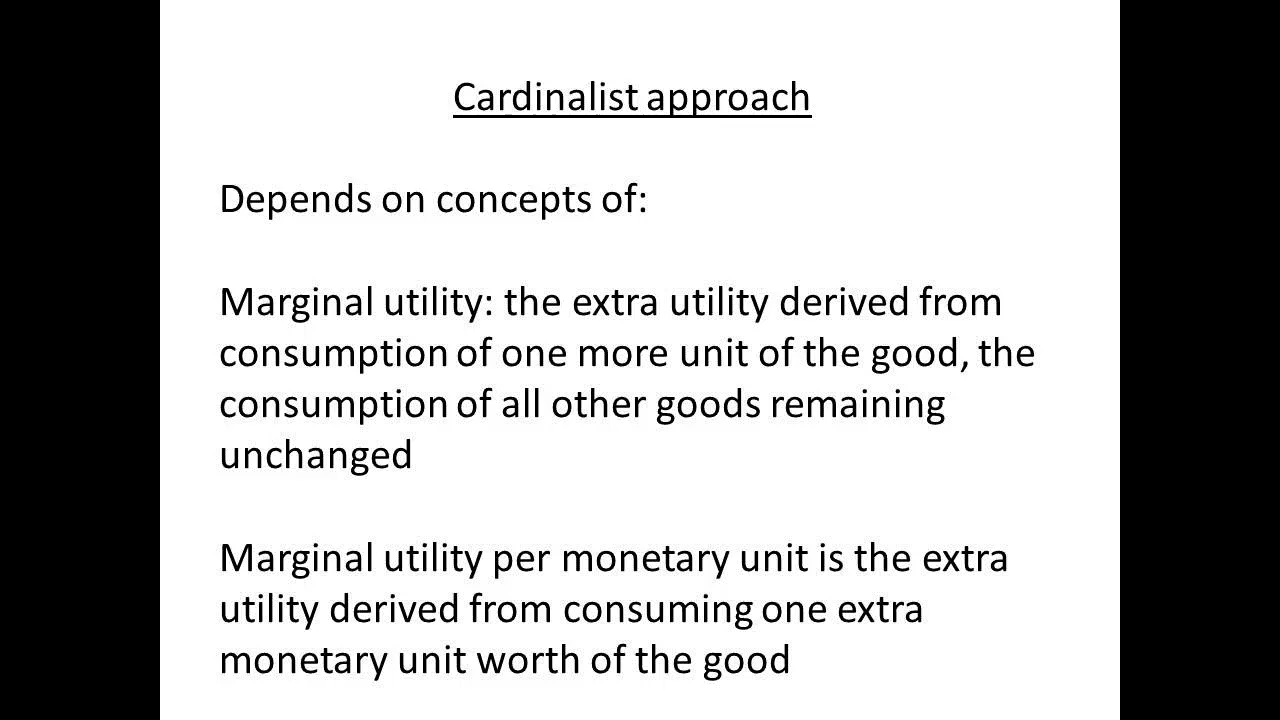 Cardinalist approach
Depends on concepts of:
Marginal utility: the extra utility derived from
consumption of one more unit of the good, the
consumption of all other goods remaining
unchanged
Marginal utility per monetary unit is the extra
utility derived from consuming one extra
monetary unit worth of the good